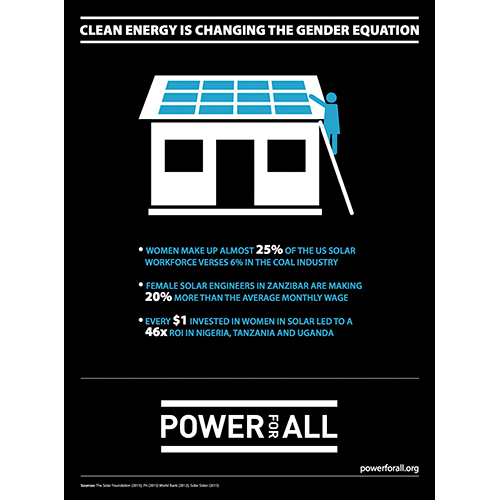 CLEAN ENERGY IS CHANGING THE GENDER EQUATION
• WOMEN MAKE UP ALMOST 25% OF THE US SOLAR
WORKFORCE VERSES 6% IN THE COAL INDUSTRY
• FEMALE SOLAR ENGINEERS IN ZANZIBAR ARE MAKING
20% MORE THAN THE AVERAGE MONTHLY WAGE
• EVERY $1 INVESTED IN WOMEN IN SOLAR LED TO A
46x ROI IN NIGERIA, TANZANIA AND UGANDA
POWER FOR ALL
powerforall.org
Sources: The Solar Foundation (2015); PV (2015) World Bank (2013); Solar Sister (2015)